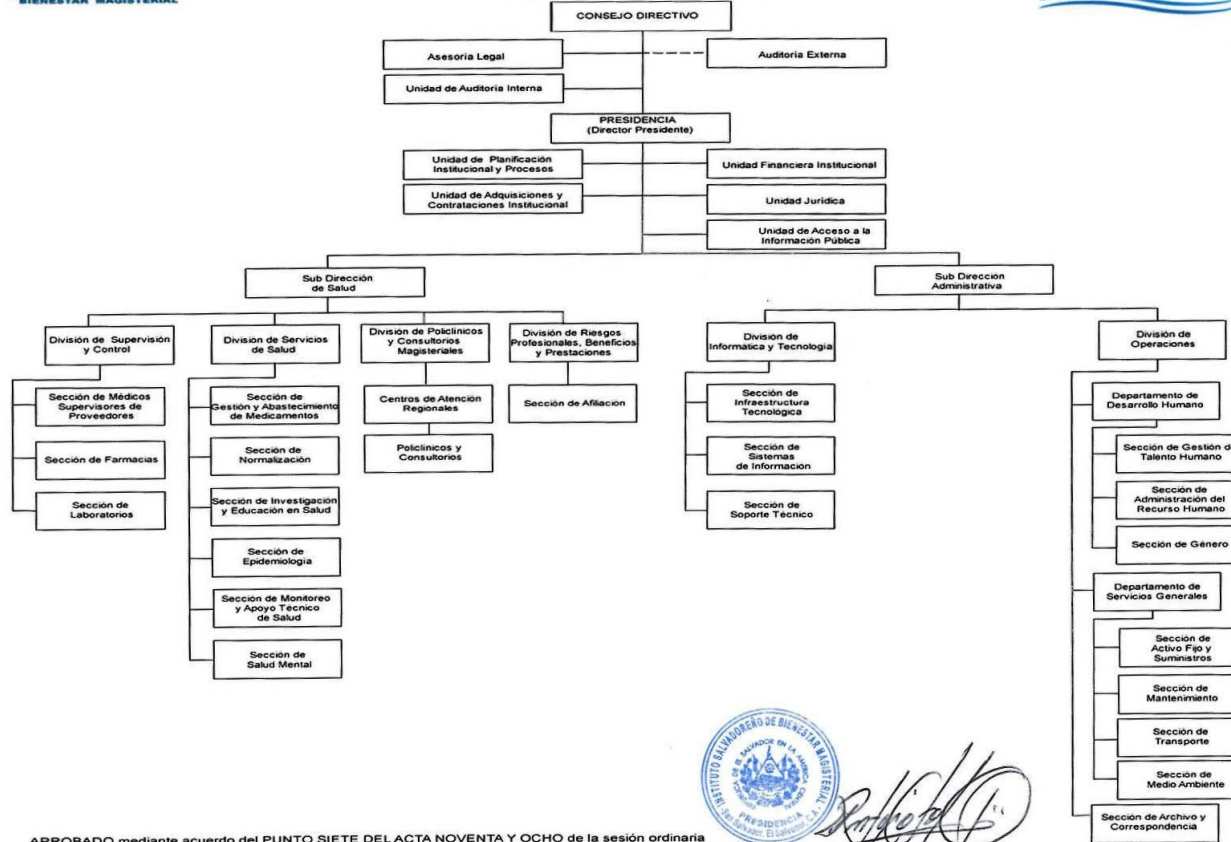 BIENESTAR MAGISTERIAL
CONSEJO DIRECTIVO
Asesoría Legal
Auditoría Externa
Unidad de Auditoría Interna
PRESIDENCIA
(Director Presidente)
Unidad de Planificación
Institucional y Procesos
Unidad Financiera Institucional
Unidad de Adquisiciones y
Contrataciones Institucional
Unidad Jurídica
Unidad de Acceso a la
Información Pública
Sub Dirección
de Salud
Sub Dirección
Administrativa
División de Supervisión
y Control
División de Servicios
de Salud
División de Policlínicos
y Consultorios
Magisteriales
División de Riesgos
Profesionales, Beneficios
y Prestaciones
División de
Informática y Tecnología
División de
Operaciones
Sección de Médicos
Supervisores de
Proveedores
Sección de Farmacias
Sección de
Laboratorios
Sección de
Gestión y Abastecimiento
de Medicamentos
Sección de
Normalización
Sección de Investigación
y Educación en Salud
Sección de
Epidemiología
Sección de Monitoreo
y Apoyo Técnico
de Salud
Sección de
Salud Mental
Centros de Atención
Regionales
Policlínicos y
Consultorios
Sección de Afiliación
Sección de
Infraestructura
Tecnológica
Sección de
Sistemas
de Información
Sección de
Soporte Técnico
Departamento de
Desarrollo Humano
Sección de Gestión d
Talento Humano
Sección de
Administración del
Recurso Humano
Sección de Género
Departamento de
Servicios Generales
Sección de
Activo Fijo y
Suministros
Sección de
Mantenimiento
Sección de
Transporte
Sección de
Medio Ambiente
Sección de Archivo y
Correspondencia
INSTITUTO SALVADOREÑO DE BIENESTAR MAGISTERIAL
PRESIDENCIA
San Salvador, El Salvador, C.A.
APROBADO mediante acuerdo del PUNTO SIETE DEL ACTA NOVENTA Y OCHO de la sesión ordinaria